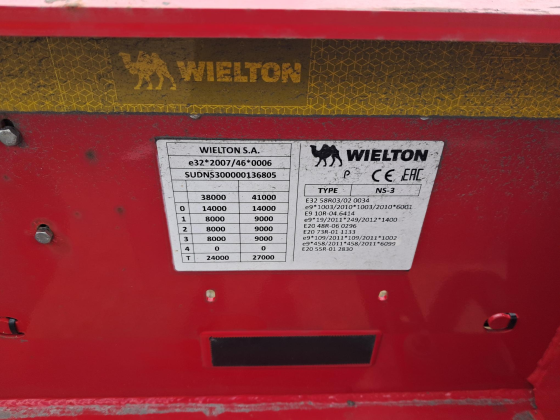 WIELTON
WIELTON S.A.
e32*2007/46*0006
SUDNS300000136805
38000 41000
0 14000 14000
1 8000 9000
2 8000 9000
3 8000 9000
4 0 0
T 24000 27000
WIELTON
P CE EAC
TYPE NS-3
E32 58R03/02 0034
e9*1003/2010*1003/2010*6001
E9 10R-04.6414
e9*19/2011*249/2012*1400
E20 48R-06 0296
E20 73R-01 1133
e9*109/2011*109/2011*1002
e9*458/2011*458/2011*6099
E20 55R-01 2830